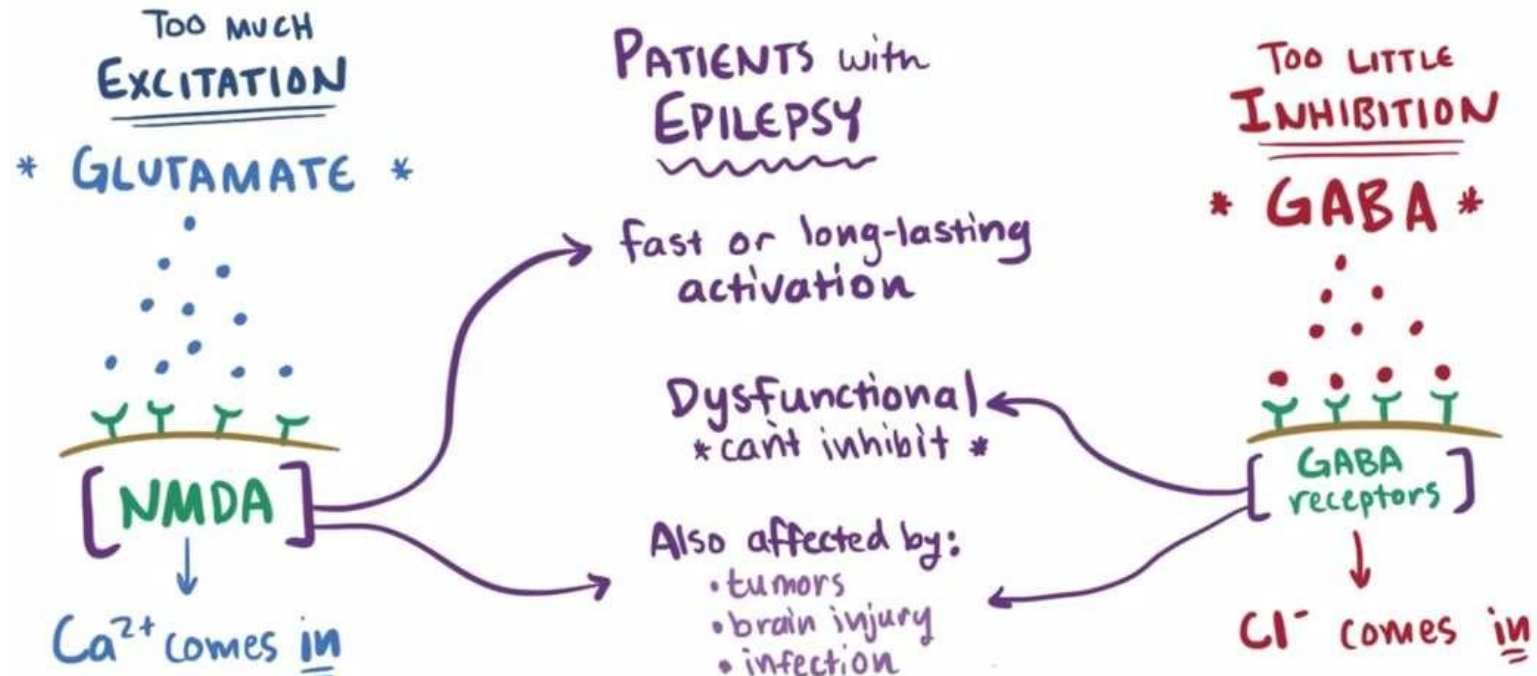 TOO MUCH
EXCITATION
* GLUTAMATE *
[NMDA]
Ca²⁺ comes in
PATIENTS with
EPILEPSY
fast or long-lasting
activation
Dysfunctional
*can't inhibit *
Also affected by:
• tumors
• brain injury
• infection
TOO LITTLE
INHIBITION
* GABA *
[GABA
receptors]
Cl⁻ comes in